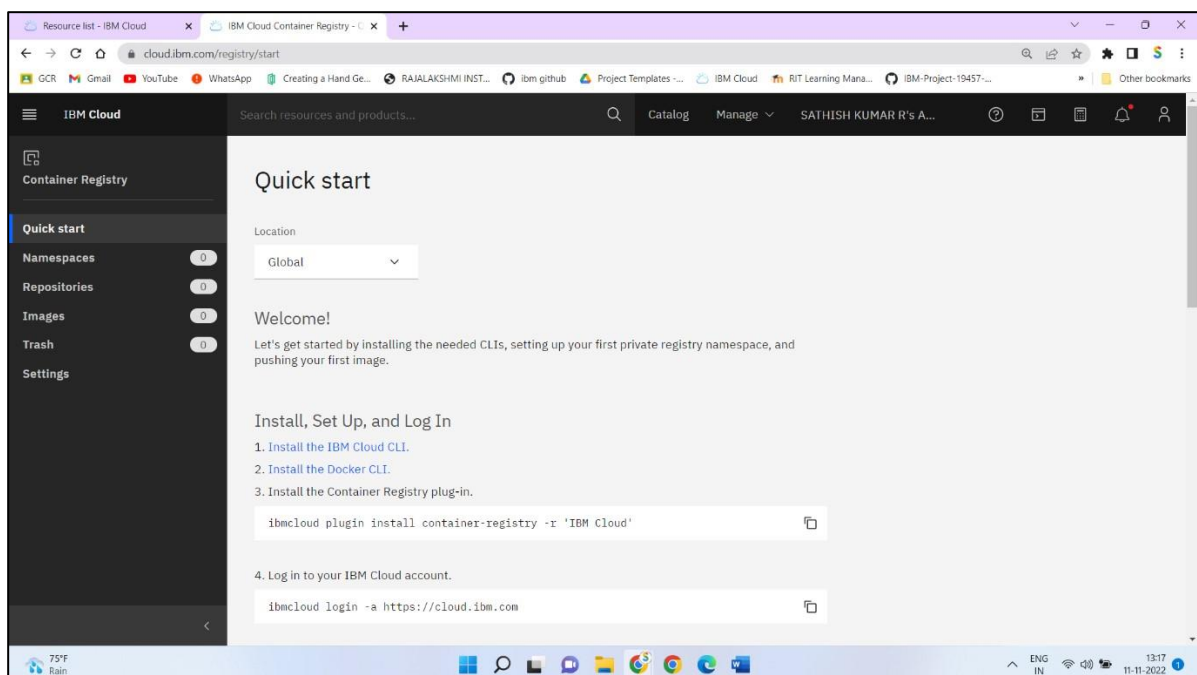 Resource list - IBM Cloud
IBM Cloud Container Registry - C
cloud.ibm.com/registry/start
GCR Gmail YouTube WhatsApp Creating a Hand Ge... RAJALAKSHMI INST... ibm github Project Templates -... IBM Cloud RIT Learning Mana... IBM-Project-19457-... » Other bookmarks
IBM Cloud
Search resources and products...
Catalog
Manage
SATHISH KUMAR R's A...
Container Registry
Quick start
Namespaces 0
Repositories 0
Images 0
Trash 0
Settings
Quick start
Location
Global
Welcome!
Let's get started by installing the needed CLIs, setting up your first private registry namespace, and
pushing your first image.
Install, Set Up, and Log In
1. Install the IBM Cloud CLI.
2. Install the Docker CLI.
3. Install the Container Registry plug-in.
ibmcloud plugin install container-registry -r 'IBM Cloud'
4. Log in to your IBM Cloud account.
ibmcloud login -a https://cloud.ibm.com
75°F
Rain
ENG
IN
13:17
11-11-2022
1